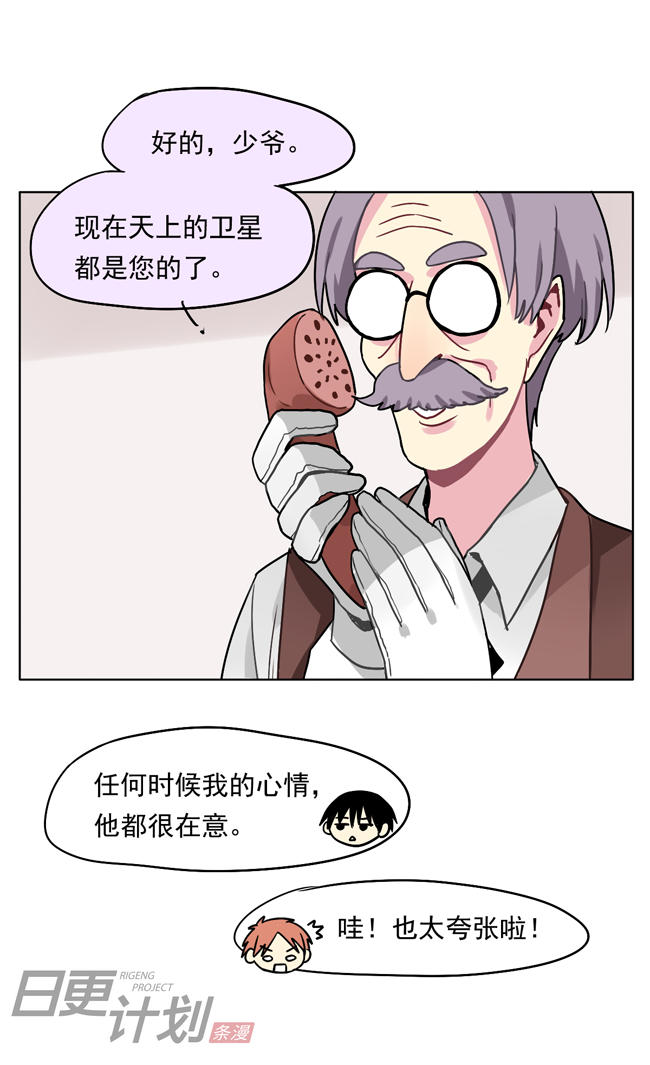 好的，少爷。
现在天上的卫星
都是您的了。
任何时候我的心情，
他都很在意。
哇！也太夸张啦！
日更 RIGENG
PROJECT
计划 条漫